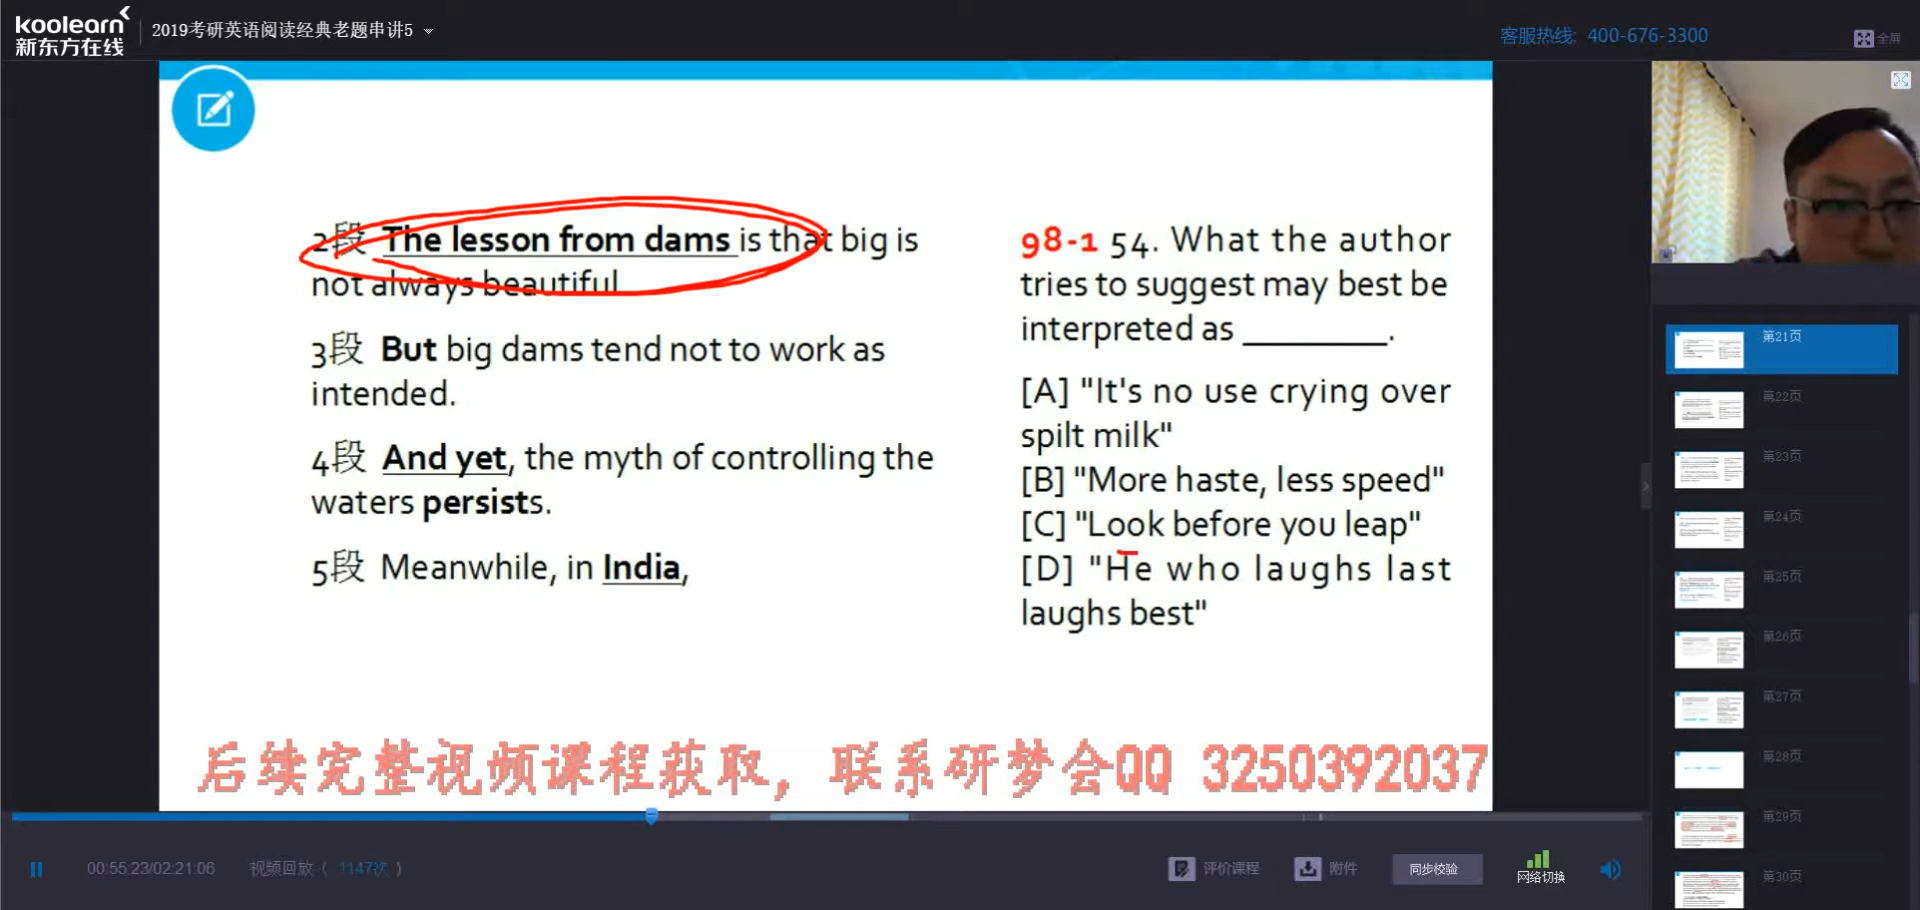 koolearn
新东方在线
2019考研英语阅读经典老题串讲5
客服热线: 400-676-3300
全屏
2段 The lesson from dams is that big is
not always beautiful
3段 But big dams tend not to work as
intended.
4段 And yet, the myth of controlling the
waters persists.
5段 Meanwhile, in India,
98-1 54. What the author
tries to suggest may best be
interpreted as ________.
[A] "It's no use crying over
spilt milk"
[B] "More haste, less speed"
[C] "Look before you leap"
[D] "He who laughs last
laughs best"
后续完整视频课程获取，联系研梦会QQ 3250392037
第21页
第22页
第23页
第24页
第25页
第26页
第27页
第28页
第29页
第30页
00:55:23/02:21:06
视频回放（ 1147次 ）
评价课程
附件
同步校验
网络切换